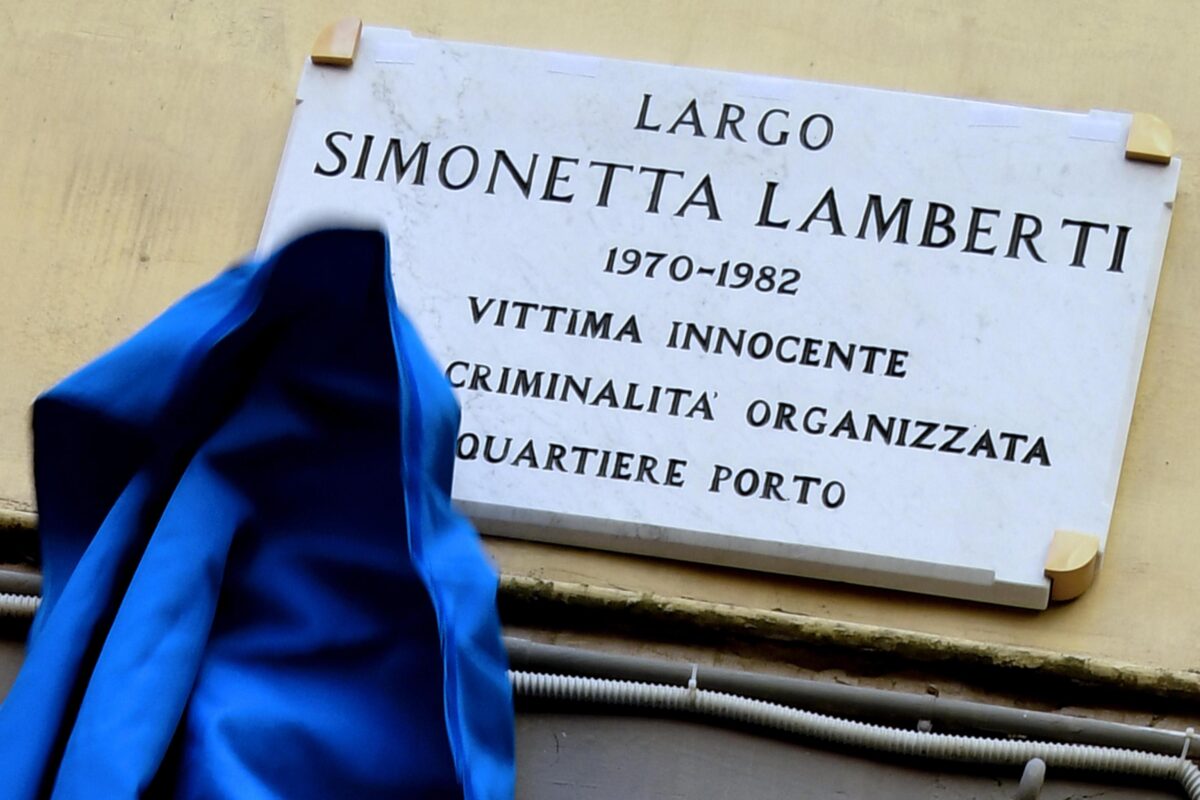 LARGO
SIMONETTA LAMBERTI
1970-1982
VITTIMA INNOCENTE
CRIMINALITA' ORGANIZZATA
QUARTIERE PORTO